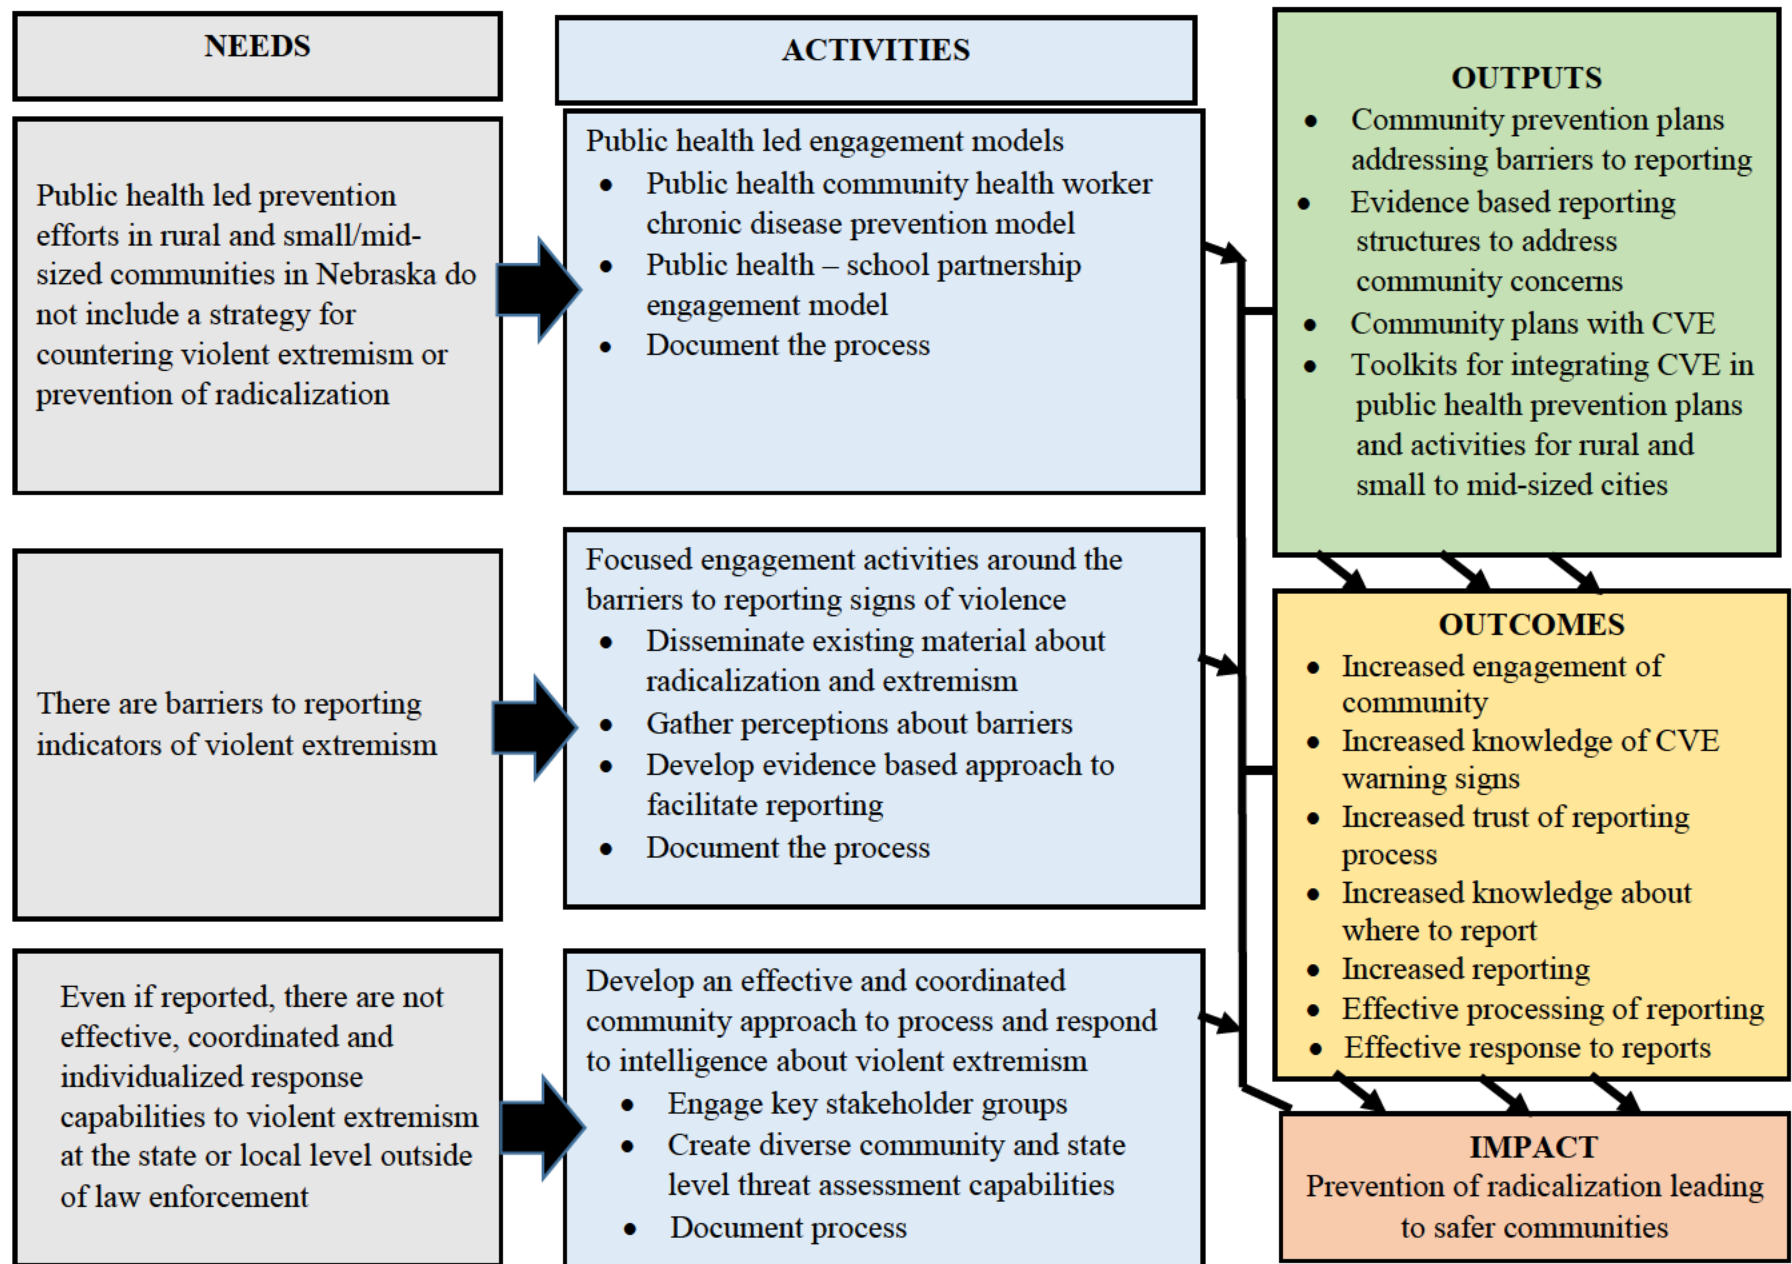 NEEDS
Public health led prevention
efforts in rural and small/mid-
sized communities in Nebraska do
not include a strategy for
countering violent extremism or
prevention of radicalization
There are barriers to reporting
indicators of violent extremism
Even if reported, there are not
effective, coordinated and
individualized response
capabilities to violent extremism
at the state or local level outside
of law enforcement
ACTIVITIES
Public health led engagement models
• Public health community health worker
chronic disease prevention model
• Public health – school partnership
engagement model
• Document the process
Focused engagement activities around the
barriers to reporting signs of violence
• Disseminate existing material about
radicalization and extremism
• Gather perceptions about barriers
• Develop evidence based approach to
facilitate reporting
• Document the process
Develop an effective and coordinated
community approach to process and respond
to intelligence about violent extremism
• Engage key stakeholder groups
• Create diverse community and state
level threat assessment capabilities
• Document process
OUTPUTS
• Community prevention plans
addressing barriers to reporting
• Evidence based reporting
structures to address
community concerns
• Community plans with CVE
• Toolkits for integrating CVE in
public health prevention plans
and activities for rural and
small to mid-sized cities
OUTCOMES
• Increased engagement of
community
• Increased knowledge of CVE
warning signs
• Increased trust of reporting
process
• Increased knowledge about
where to report
• Increased reporting
• Effective processing of reporting
• Effective response to reports
IMPACT
Prevention of radicalization leading
to safer communities